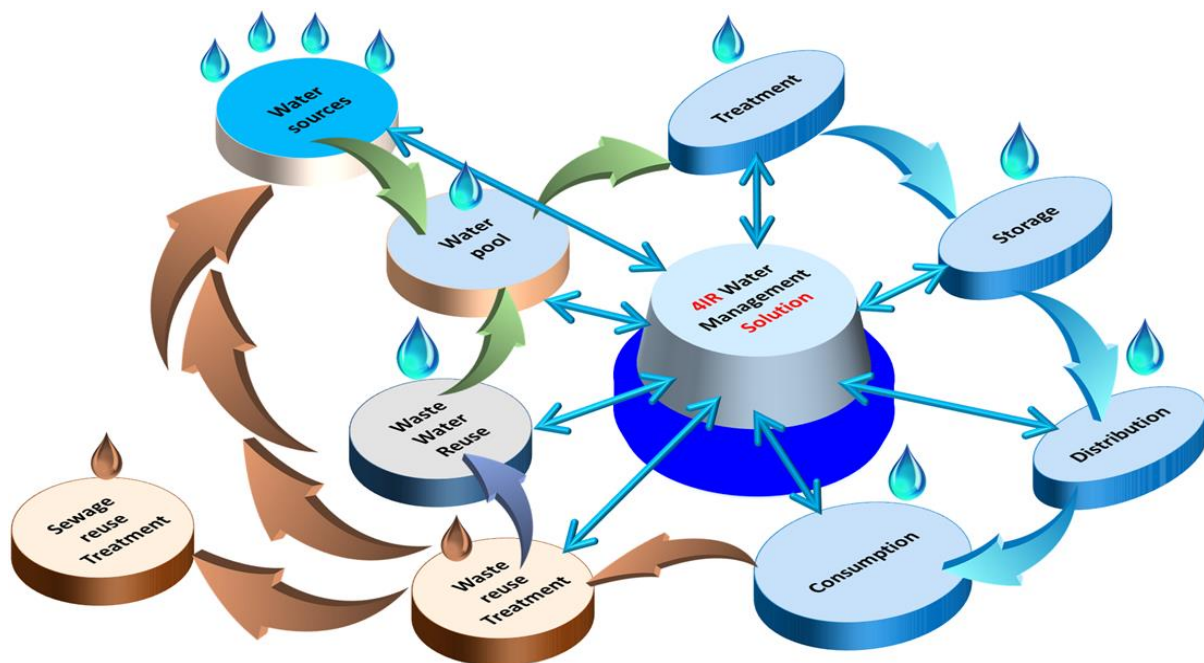 Water
sources
Treatment
Water
pool
Storage
4IR Water
Management
Solution
Waste
Water
Reuse
Distribution
Sewage
reuse
Treatment
Waste
reuse
Treatment
Consumption